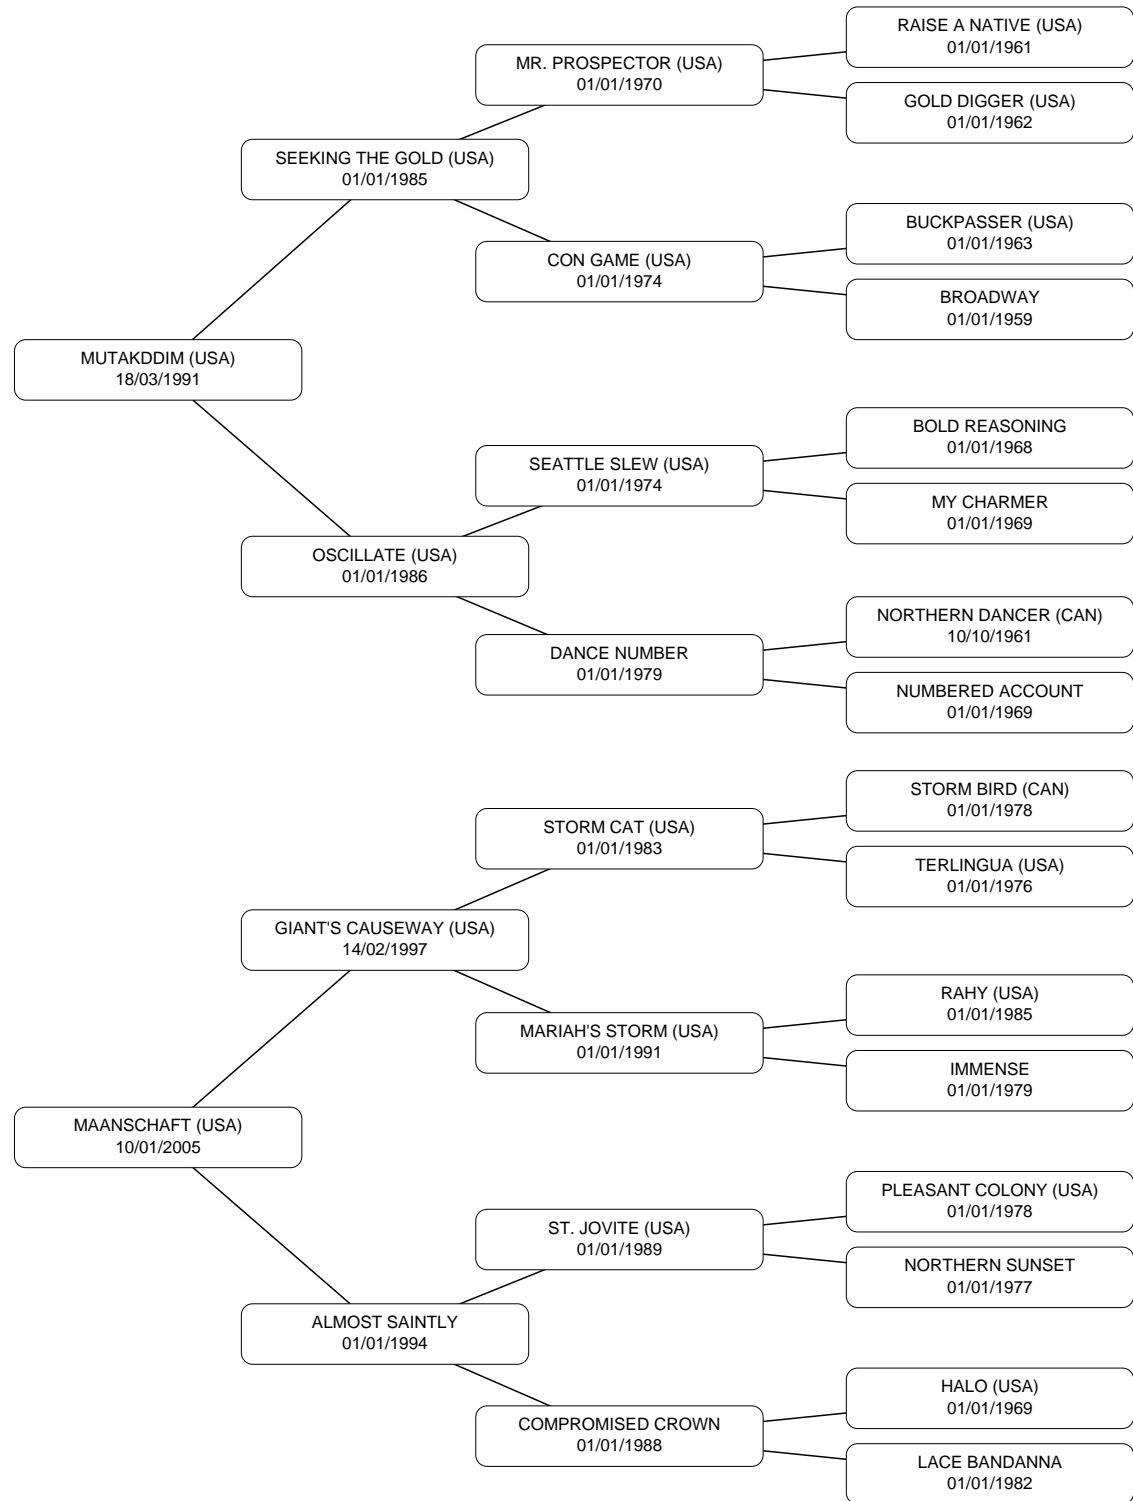 RAISE A NATIVE (USA)
01/01/1961
MR. PROSPECTOR (USA)
01/01/1970
GOLD DIGGER (USA)
01/01/1962
SEEKING THE GOLD (USA)
01/01/1985
BUCKPASSER (USA)
01/01/1963
CON GAME (USA)
01/01/1974
BROADWAY
01/01/1959
MUTAKDDIM (USA)
18/03/1991
BOLD REASONING
01/01/1968
SEATTLE SLEW (USA)
01/01/1974
MY CHARMER
01/01/1969
OSCILLATE (USA)
01/01/1986
NORTHERN DANCER (CAN)
10/10/1961
DANCE NUMBER
01/01/1979
NUMBERED ACCOUNT
01/01/1969
STORM BIRD (CAN)
01/01/1978
STORM CAT (USA)
01/01/1983
TERLINGUA (USA)
01/01/1976
GIANT'S CAUSEWAY (USA)
14/02/1997
RAHY (USA)
01/01/1985
MARIAH'S STORM (USA)
01/01/1991
IMMENSE
01/01/1979
MAANSCHAFT (USA)
10/01/2005
PLEASANT COLONY (USA)
01/01/1978
ST. JOVITE (USA)
01/01/1989
NORTHERN SUNSET
01/01/1977
ALMOST SAINTLY
01/01/1994
HALO (USA)
01/01/1969
COMPROMISED CROWN
01/01/1988
LACE BANDANNA
01/01/1982